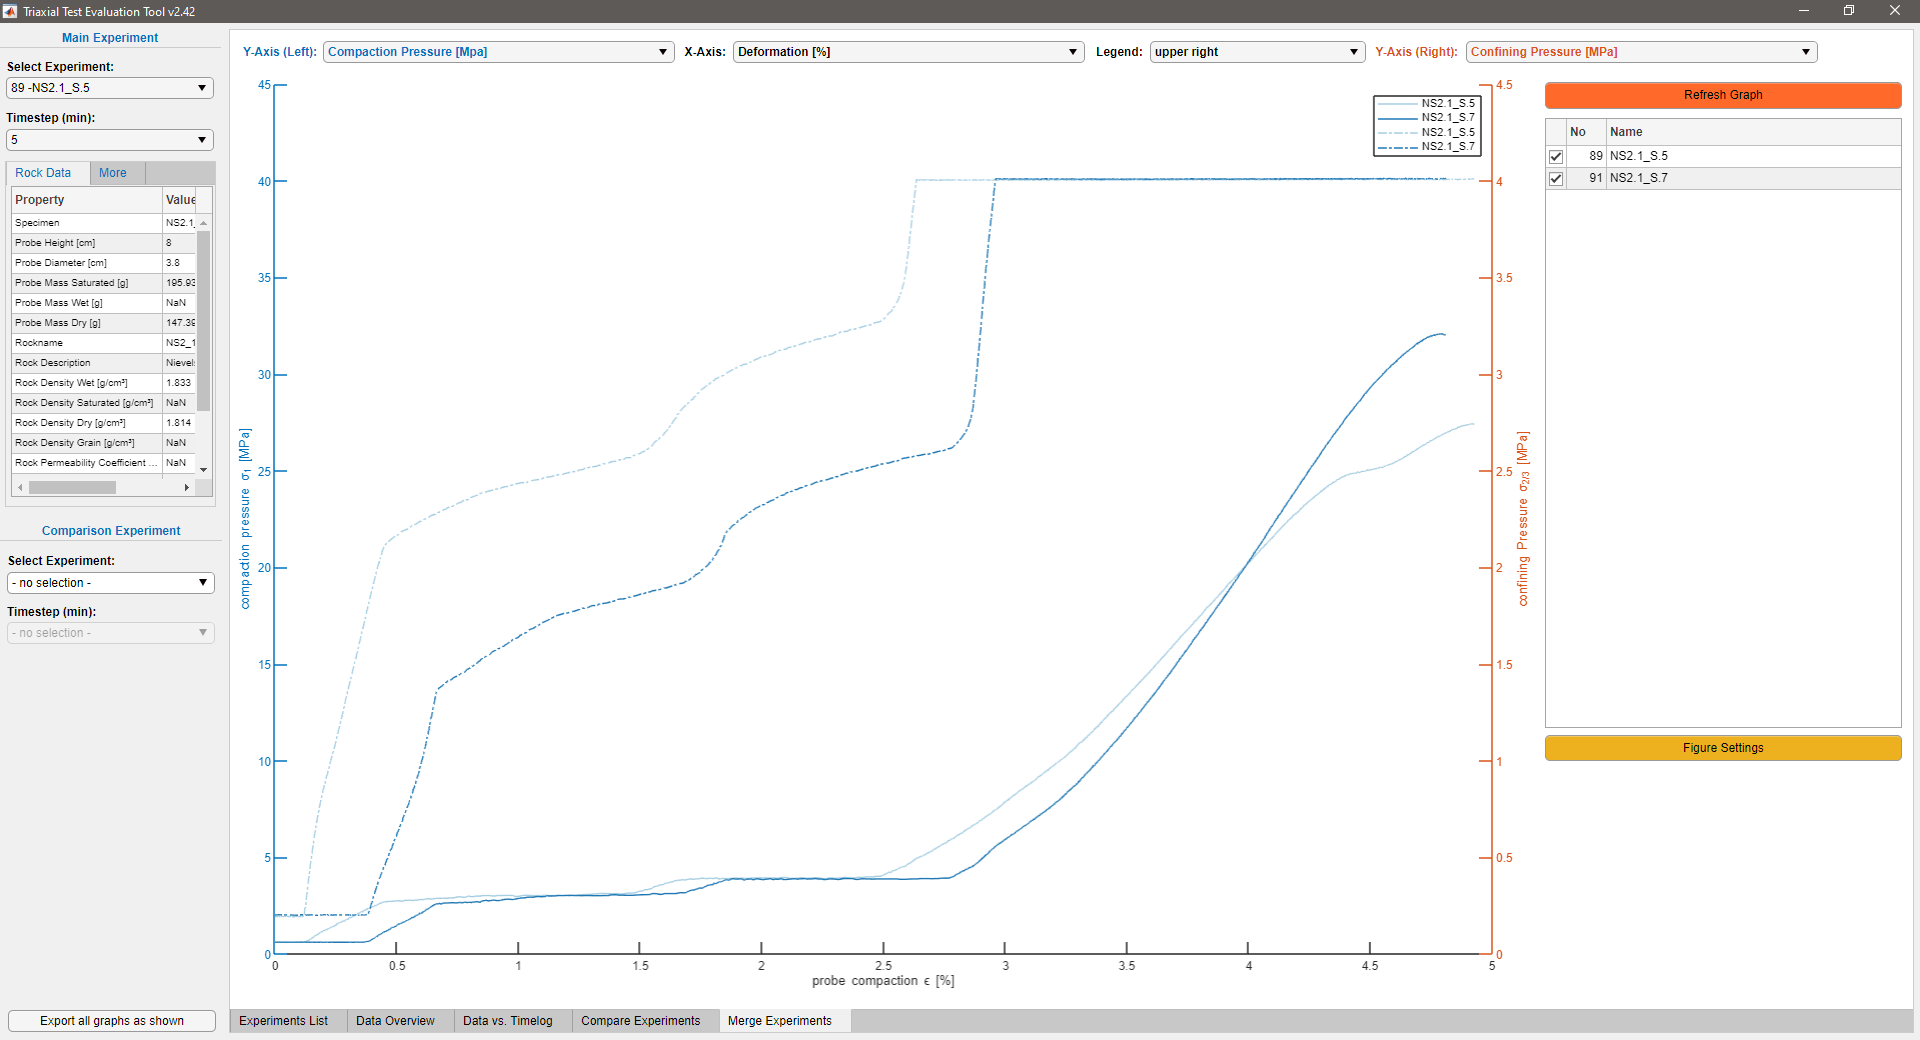 Triaxial Test Evaluation Tool v2.42
Main Experiment
Select Experiment:
89 -NS2.1_S.5
Timestep (min):
5
Rock Data More
Property Value
Specimen NS2.1_
Probe Height [cm] 8
Probe Diameter [cm] 3.8
Probe Mass Saturated [g] 195.93
Probe Mass Wet [g] NaN
Probe Mass Dry [g] 147.39
Rockname NS2_1
Rock Description Nievels
Rock Density Wet [g/cm³] 1.833
Rock Density Saturated [g/cm³] NaN
Rock Density Dry [g/cm³] 1.814
Rock Density Grain [g/cm³] NaN
Rock Permeability Coefficient ... NaN
Comparison Experiment
Select Experiment:
- no selection -
Timestep (min):
- no selection -
Export all graphs as shown
Y-Axis (Left): Compaction Pressure [Mpa] X-Axis: Deformation [%] Legend: upper right Y-Axis (Right): Confining Pressure [MPa]
45
40
35
30
25
20
15
10
5
0
compaction pressure σ1 [MPa]
NS2.1_S.5
NS2.1_S.7
NS2.1_S.5
NS2.1_S.7
4.5
4
3.5
3
2.5
2
1.5
1
0.5
0
confining Pressure σ2/3 [MPa]
0 0.5 1 1.5 2 2.5 3 3.5 4 4.5 5
probe compaction ϵ [%]
Refresh Graph
No Name
89 NS2.1_S.5
91 NS2.1_S.7
Figure Settings
Experiments List Data Overview Data vs. Timelog Compare Experiments Merge Experiments